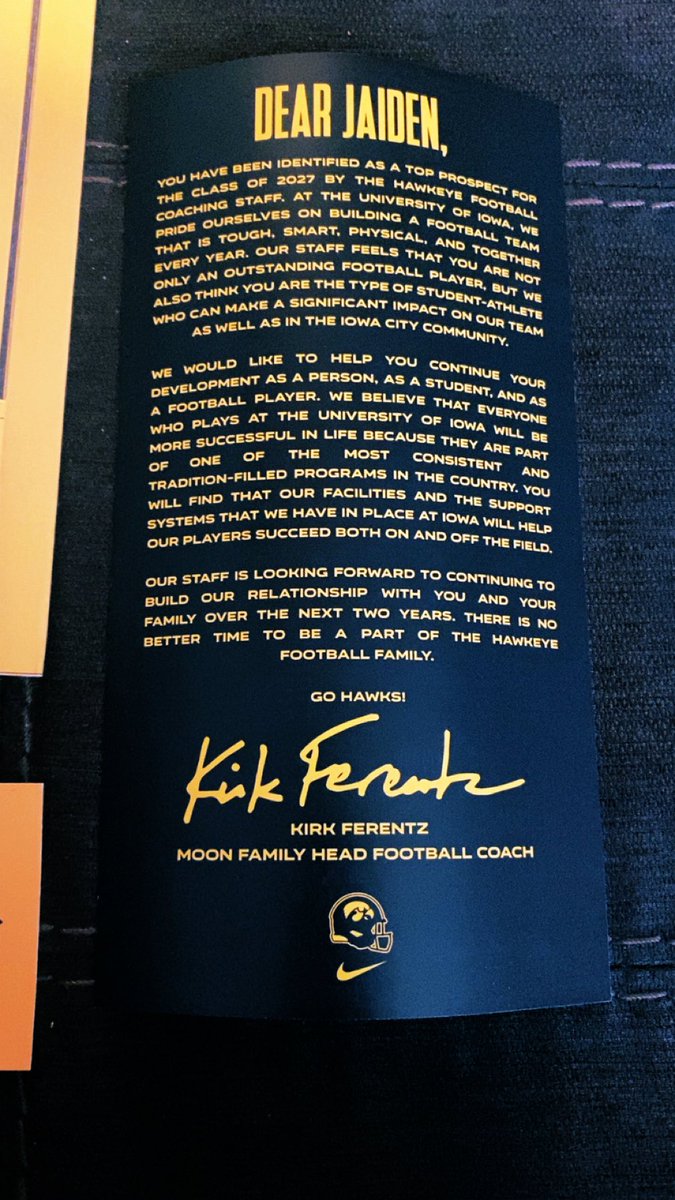 DEAR JAIDEN,
YOU HAVE BEEN IDENTIFIED AS A TOP PROSPECT FOR
THE CLASS OF 2027 BY THE HAWKEYE FOOTBALL
COACHING STAFF. AT THE UNIVERSITY OF IOWA, WE
PRIDE OURSELVES ON BUILDING A FOOTBALL TEAM
THAT IS TOUGH, SMART, PHYSICAL, AND TOGETHER
EVERY YEAR. OUR STAFF FEELS THAT YOU ARE NOT
ONLY AN OUTSTANDING FOOTBALL PLAYER, BUT WE
ALSO THINK YOU ARE THE TYPE OF STUDENT-ATHLETE
WHO CAN MAKE A SIGNIFICANT IMPACT ON OUR TEAM
AS WELL AS IN THE IOWA CITY COMMUNITY.
WE WOULD LIKE TO HELP YOU CONTINUE YOUR
DEVELOPMENT AS A PERSON, AS A STUDENT, AND AS
A FOOTBALL PLAYER. WE BELIEVE THAT EVERYONE
WHO PLAYS AT THE UNIVERSITY OF IOWA WILL BE
MORE SUCCESSFUL IN LIFE BECAUSE THEY ARE PART
OF ONE OF THE MOST CONSISTENT AND
TRADITION-FILLED PROGRAMS IN THE COUNTRY. YOU
WILL FIND THAT OUR FACILITIES AND THE SUPPORT
SYSTEMS THAT WE HAVE IN PLACE AT IOWA WILL HELP
OUR PLAYERS SUCCEED BOTH ON AND OFF THE FIELD.
OUR STAFF IS LOOKING FORWARD TO CONTINUING TO
BUILD OUR RELATIONSHIP WITH YOU AND YOUR
FAMILY OVER THE NEXT TWO YEARS. THERE IS NO
BETTER TIME TO BE A PART OF THE HAWKEYE
FOOTBALL FAMILY.
GO HAWKS!
Kirk Ferentz
KIRK FERENTZ
MOON FAMILY HEAD FOOTBALL COACH